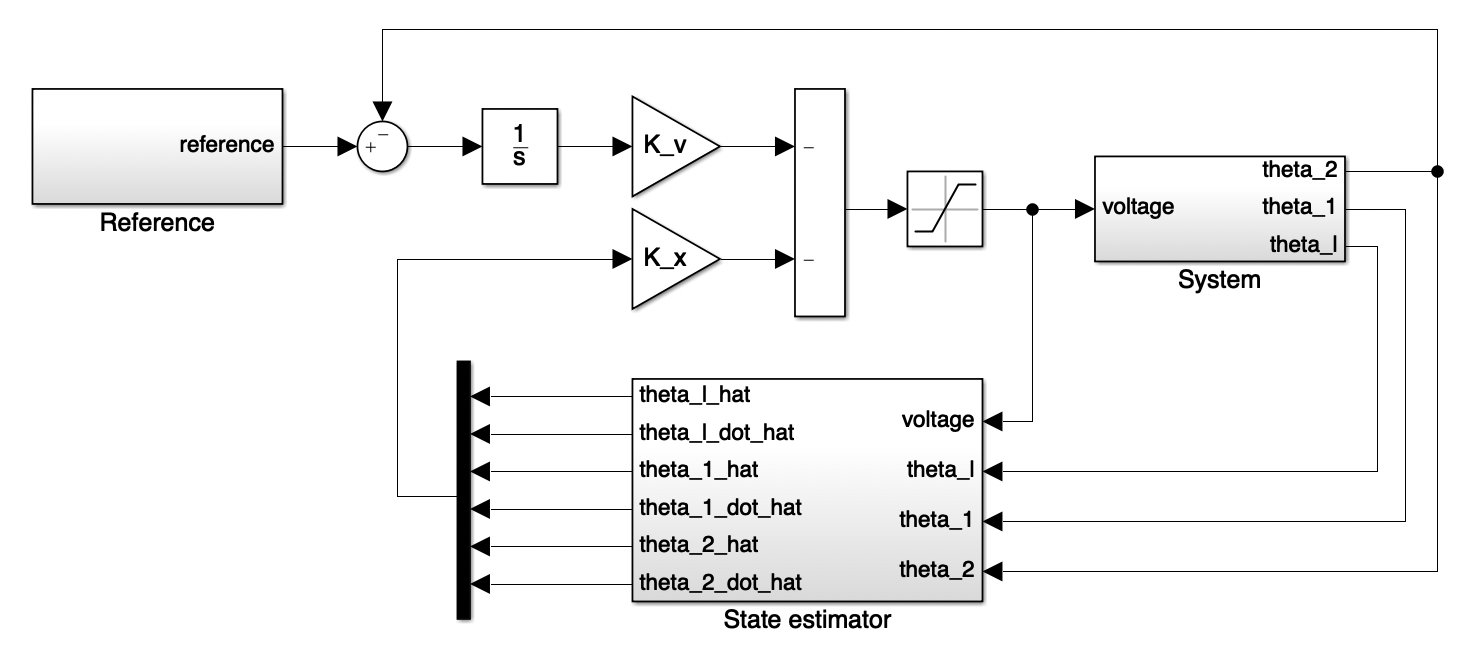 reference
Reference
−
+
1
s
K_v
K_x
−
−
voltage
theta_2
theta_1
theta_l
System
theta_l_hat
theta_l_dot_hat
theta_1_hat
theta_1_dot_hat
theta_2_hat
theta_2_dot_hat
voltage
theta_l
theta_1
theta_2
State estimator